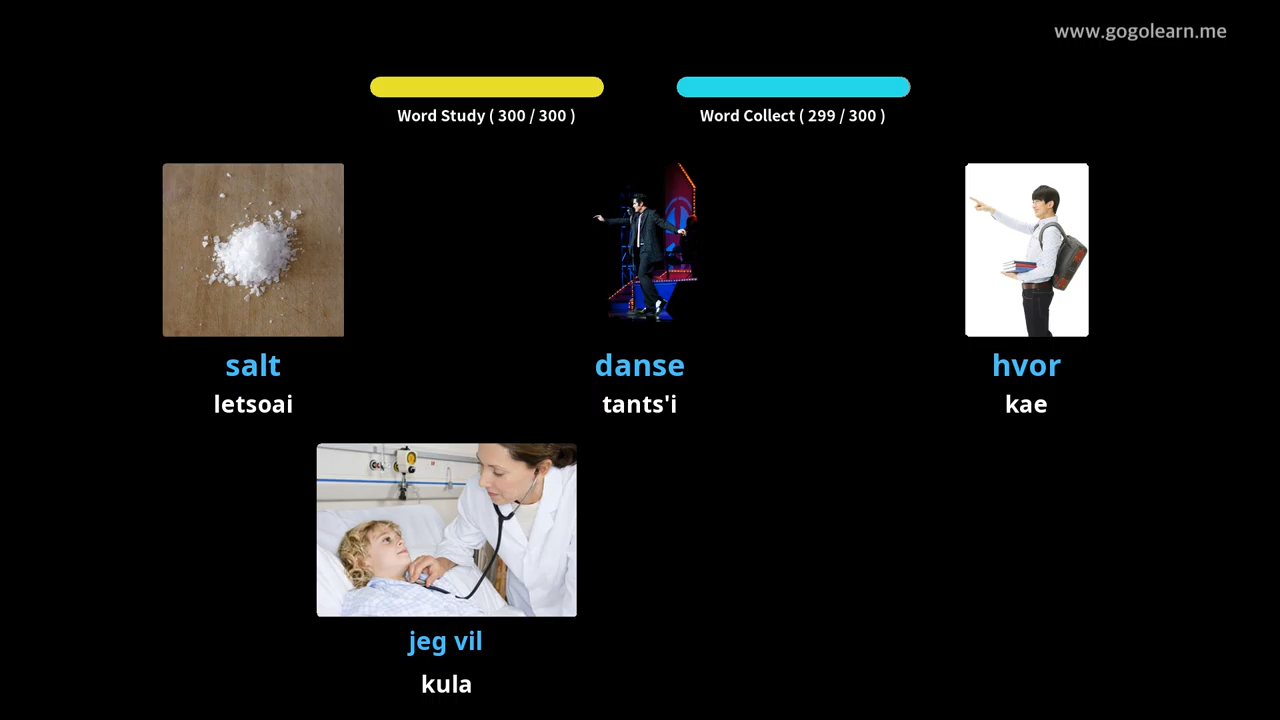 www.gogolearn.me
Word Study ( 300 / 300 )
Word Collect ( 299 / 300 )
salt
letsoai
danse
tants'i
hvor
kae
jeg vil
kula